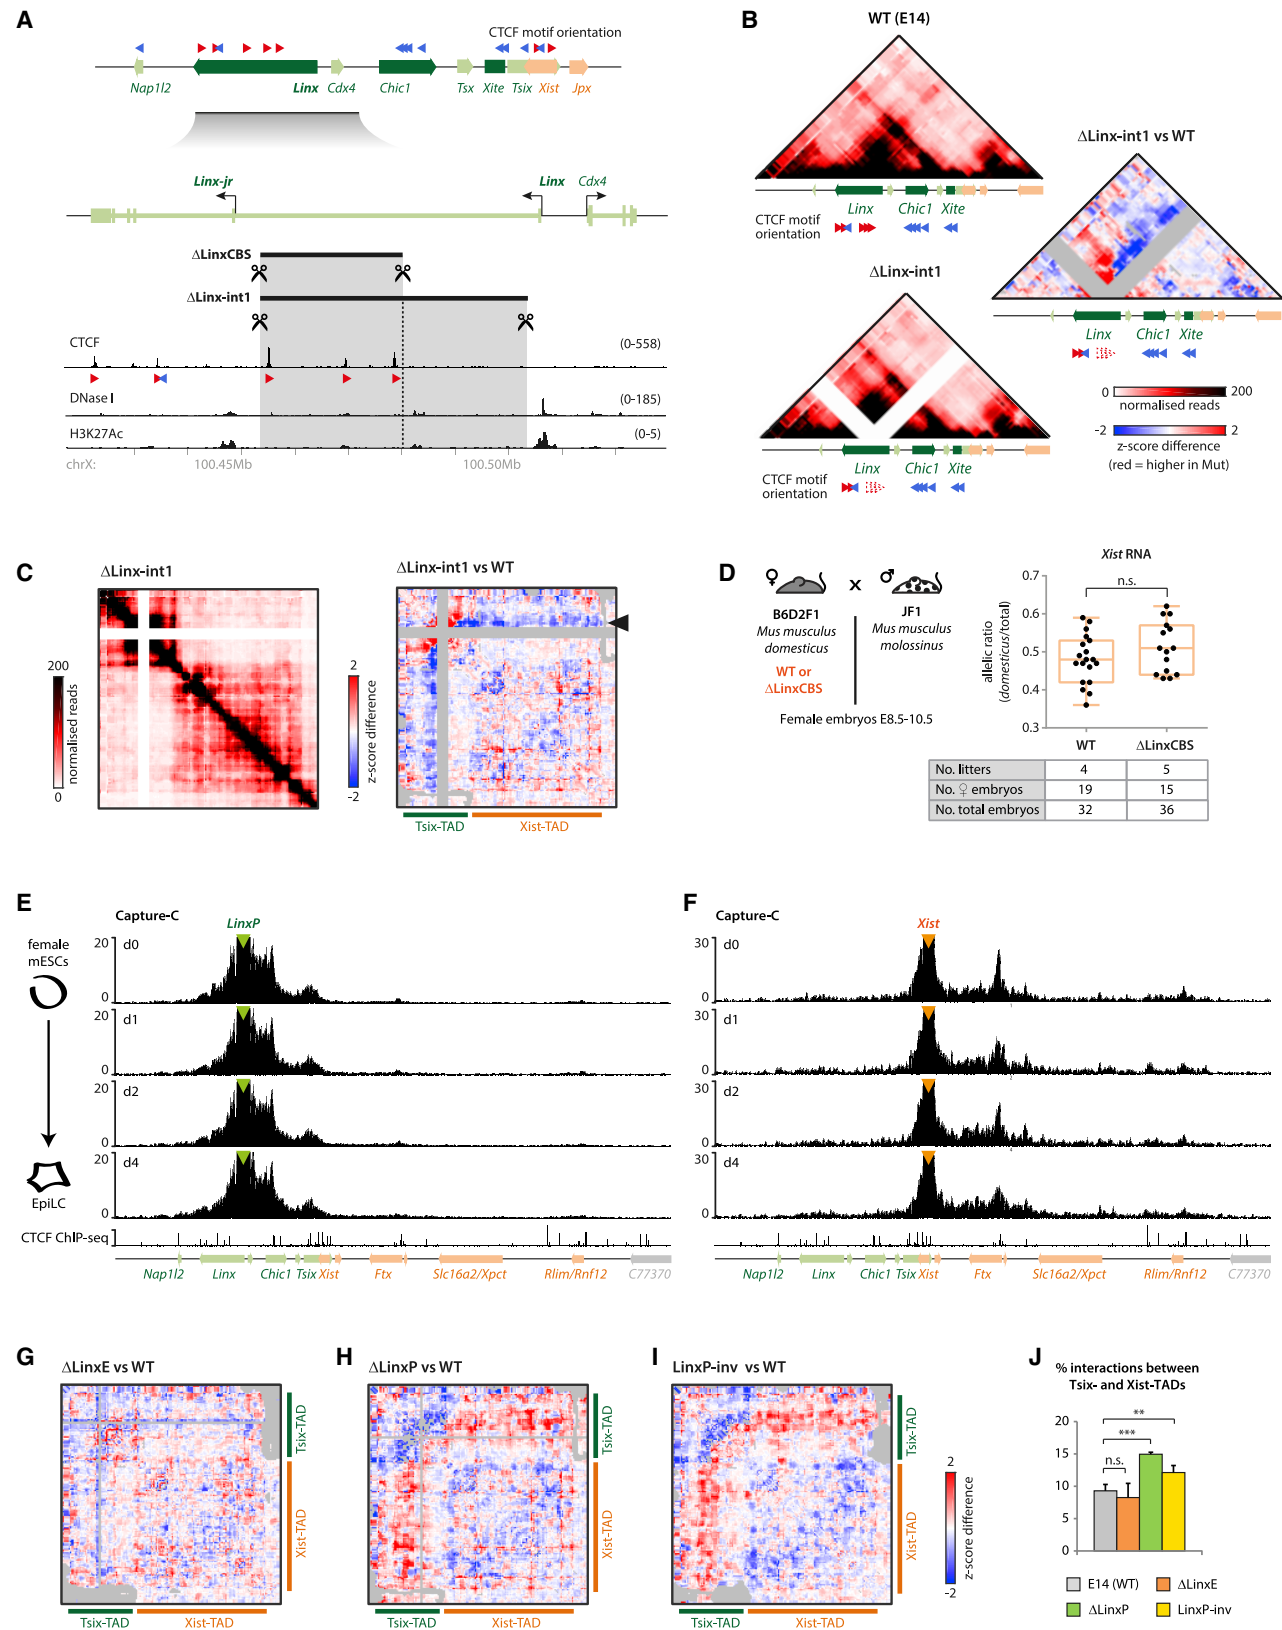 A
CTCF motif orientation
Nap1l2
Linx
Cdx4
Chic1
Tsx
Xite
Tsix
Xist
Jpx
Linx-jr
Linx
Cdx4
ΔLinxCBS
ΔLinx-int1
CTCF
(0-558)
DNase I
(0-185)
H3K27Ac
(0-5)
chrX:
100.45Mb
100.50Mb
B
WT (E14)
Linx
Chic1
Xite
CTCF motif
orientation
ΔLinx-int1 vs WT
Linx
Chic1
Xite
ΔLinx-int1
Linx
Chic1
Xite
CTCF motif
orientation
0
200
normalised reads
-2
2
z-score difference
(red = higher in Mut)
C
ΔLinx-int1
200
normalised reads
0
ΔLinx-int1 vs WT
2
z-score difference
-2
Tsix-TAD
Xist-TAD
D
♀
x
♂
B6D2F1
Mus musculus
domesticus
WT or
ΔLinxCBS
JF1
Mus musculus
molossinus
Female embryos E8.5-10.5
Xist RNA
n.s.
allelic ratio
(domesticus/total)
0.7
0.6
0.5
0.4
0.3
WT
ΔLinxCBS
No. litters 4 5
No. ♀ embryos 19 15
No. total embryos 32 36
E
Capture-C
LinxP
female
mESCs
EpiLC
20
0
d0
20
0
d1
20
0
d2
20
0
d4
CTCF ChIP-seq
Nap1l2
Linx
Chic1
Tsix
Xist
Ftx
Slc16a2/Xpct
Rlim/Rnf12
C77370
F
Capture-C
Xist
30
0
d0
30
0
d1
30
0
d2
30
0
d4
Nap1l2
Linx
Chic1
Tsix
Xist
Ftx
Slc16a2/Xpct
Rlim/Rnf12
C77370
G
ΔLinxE vs WT
Tsix-TAD
Xist-TAD
Tsix-TAD
Xist-TAD
H
ΔLinxP vs WT
Tsix-TAD
Xist-TAD
Tsix-TAD
Xist-TAD
I
LinxP-inv vs WT
Tsix-TAD
Xist-TAD
Tsix-TAD
Xist-TAD
2
z-score difference
-2
J
% interactions between
Tsix- and Xist-TADs
20
15
10
5
0
**
***
n.s.
E14 (WT)
ΔLinxE
ΔLinxP
LinxP-inv